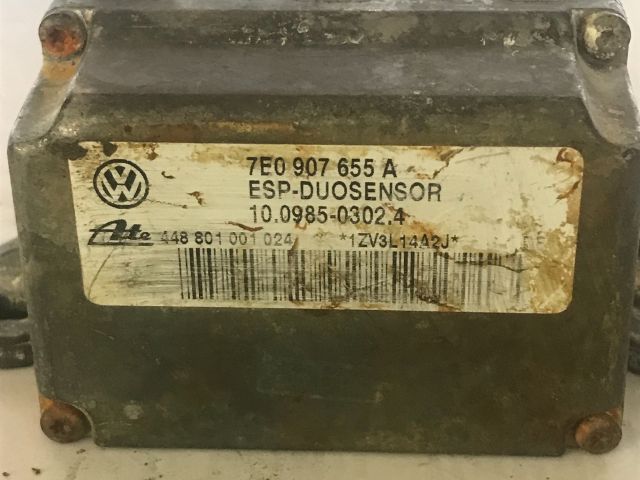 7E0 907 655 A
ESP-DUOSENSOR
10.0985-0302.4
Ate 448 801 001 024 *1ZV3L14A2J*